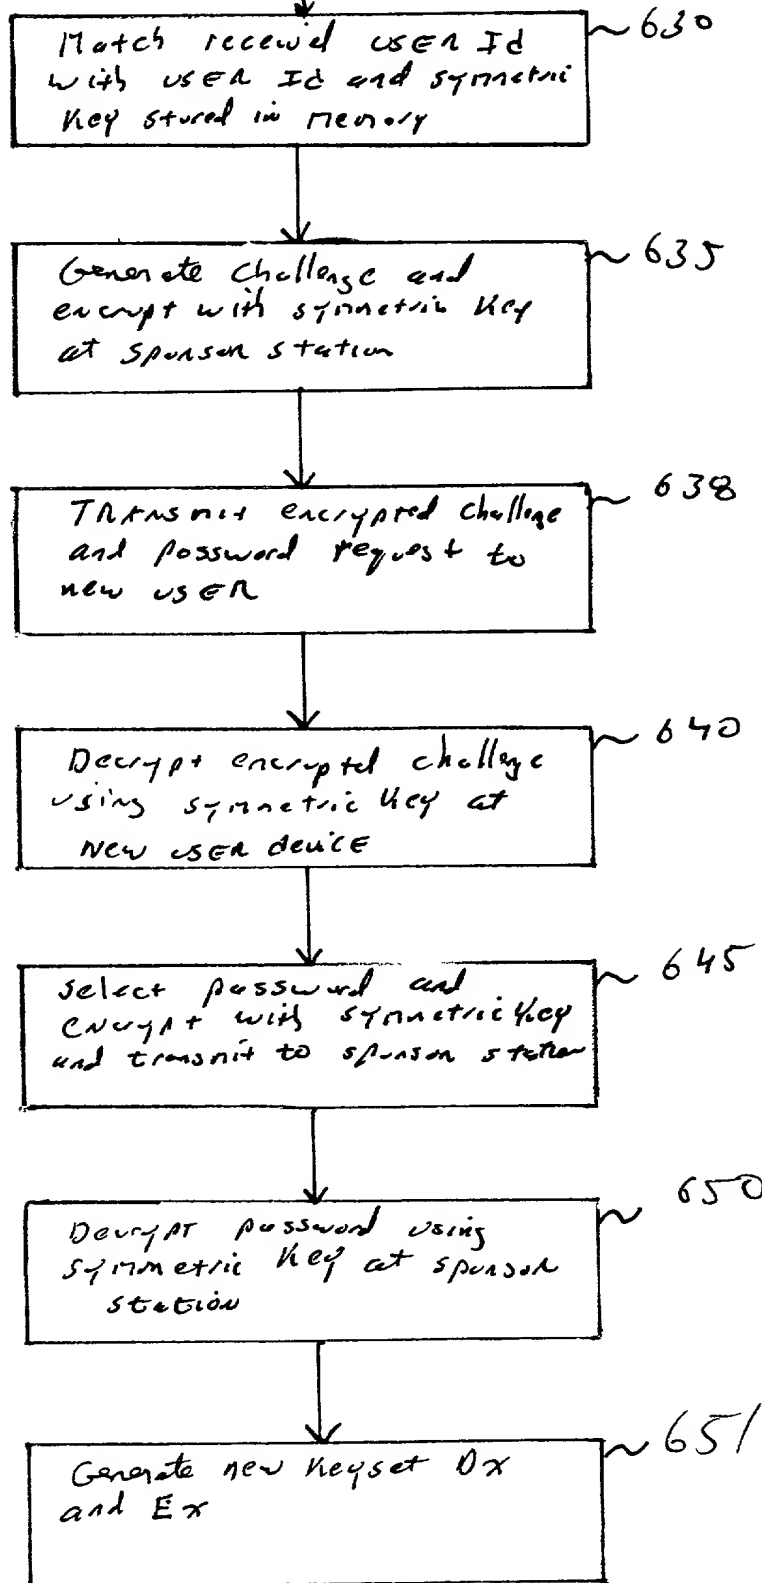 Match received USER Id
with USER Id and symmetric
Key stored in memory
630
Generate challenge and
encrypt with symmetric Key
at sponsor station
635
TRAnsmit encrypted challenge
and password request to
new USER
638
Decrypt encrypted challenge
using symmetric Key at
New USER device
640
select password and
encrypt with symmetric Key
and transmit to sponsor station
645
Decrypt password using
symmetric Key at sponsor
station
650
Generate new Keyset Dx
and Ex
651